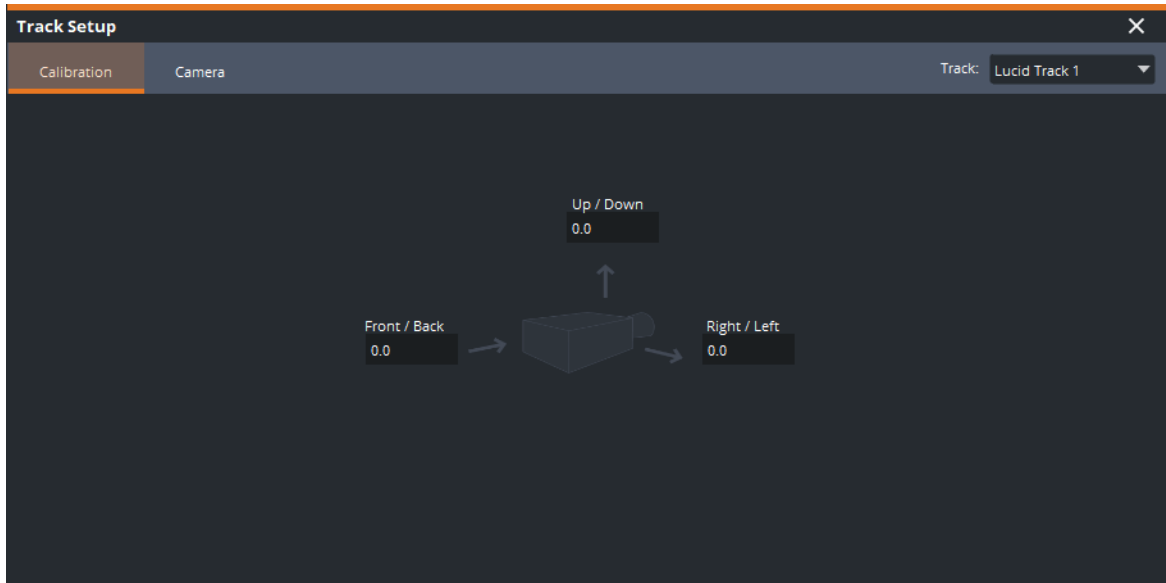 Track Setup
Calibration
Camera
Track:
Lucid Track 1
Up / Down
0.0
Front / Back
0.0
Right / Left
0.0